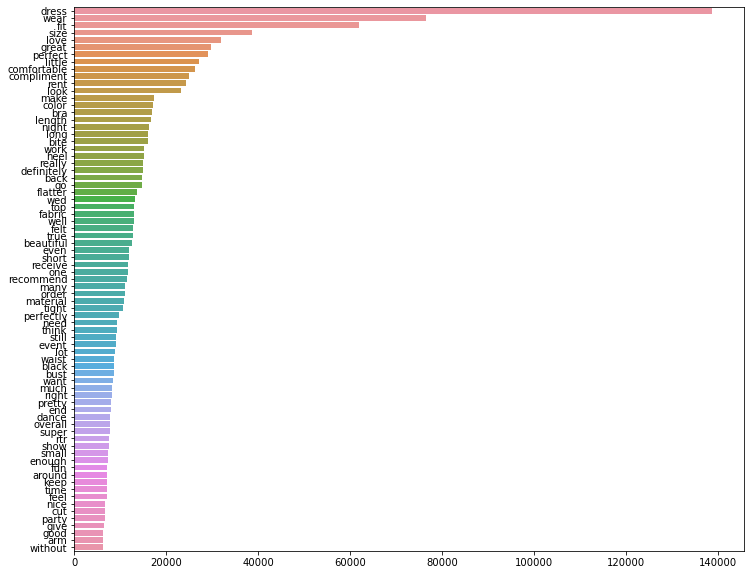 dress
wear
fit
size
love
great
perfect
little
comfortable
compliment
rent
look
make
color
bra
length
night
long
bite
work
heel
really
definitely
back
go
flatter
wed
top
fabric
well
felt
true
beautiful
even
short
receive
one
recommend
many
order
material
tight
perfectly
need
think
still
event
lot
waist
black
bust
want
much
right
pretty
end
dance
overall
super
rtr
show
small
enough
fun
around
keep
time
feel
nice
cut
party
give
good
arm
without
0 20000 40000 60000 80000 100000 120000 140000